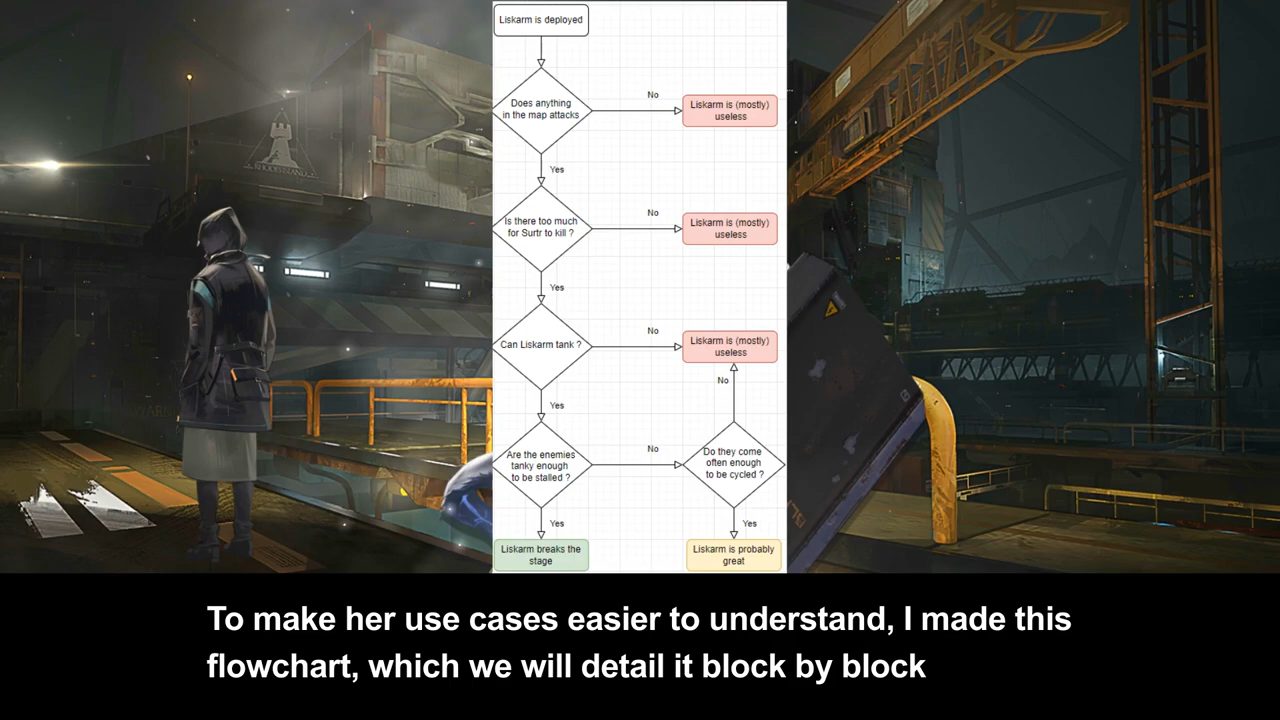 Liskarm is deployed
Does anything
in the map attacks
No
Liskarm is (mostly)
useless
Yes
Is there too much
for Surtr to kill ?
No
Liskarm is (mostly)
useless
Yes
Can Liskarm tank ?
No
Liskarm is (mostly)
useless
No
Yes
Are the enemies
tanky enough
to be stalled ?
No
Do they come
often enough
to be cycled ?
Yes
Yes
Liskarm breaks the
stage
Liskarm is probably
great
RHODES ISLAND
To make her use cases easier to understand, I made this
flowchart, which we will detail it block by block